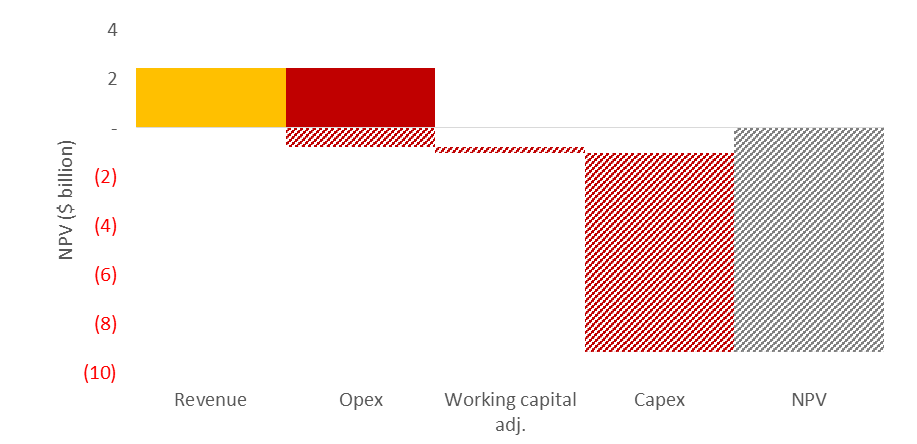 4
2
-
(2)
(4)
(6)
(8)
(10)
NPV ($ billion)
Revenue
Opex
Working capital
adj.
Capex
NPV